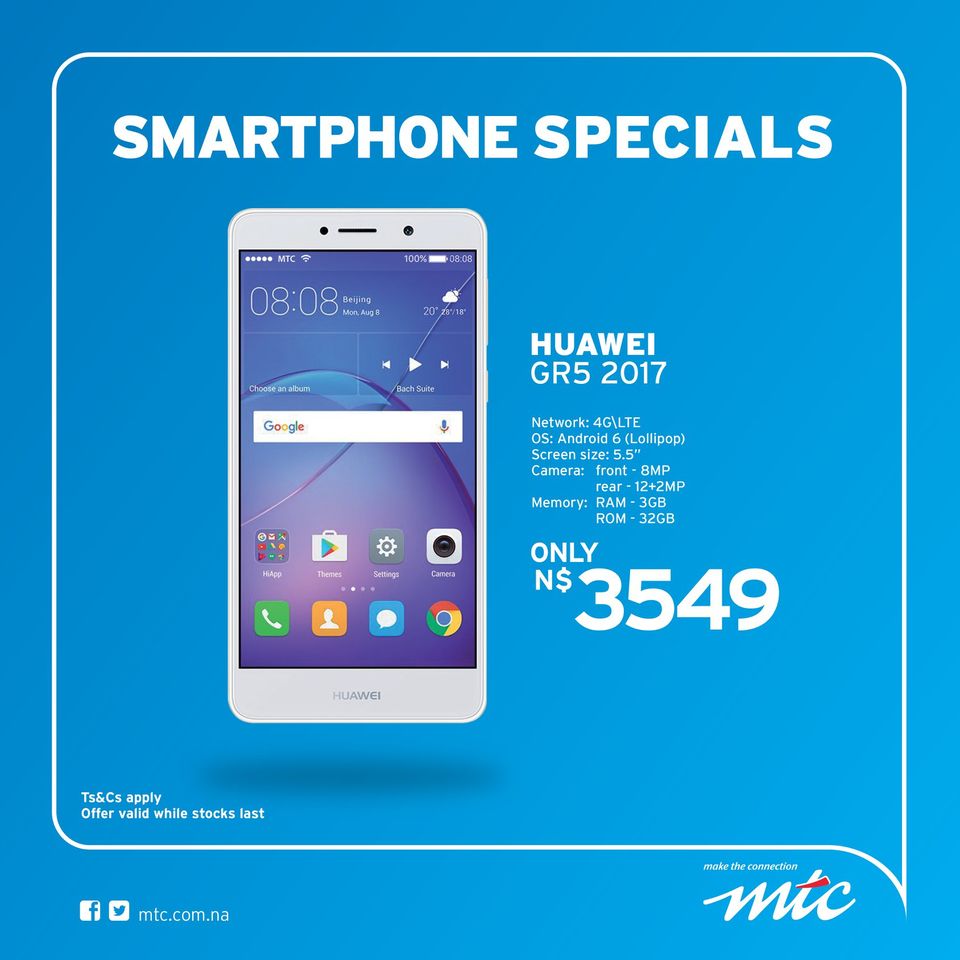 SMARTPHONE SPECIALS
MTC 100% 08:08
08:08 Beijing
Mon, Aug 8 20° 28°/18°
Choose an album Bach Suite
Google
HiApp Themes Settings Camera
HUAWEI
HUAWEI
GR5 2017
Network: 4G\LTE
OS: Android 6 (Lollipop)
Screen size: 5.5”
Camera: front - 8MP
rear - 12+2MP
Memory: RAM - 3GB
ROM - 32GB
ONLY
N$3549
Ts&Cs apply
Offer valid while stocks last
make the connection
mtc
mtc.com.na